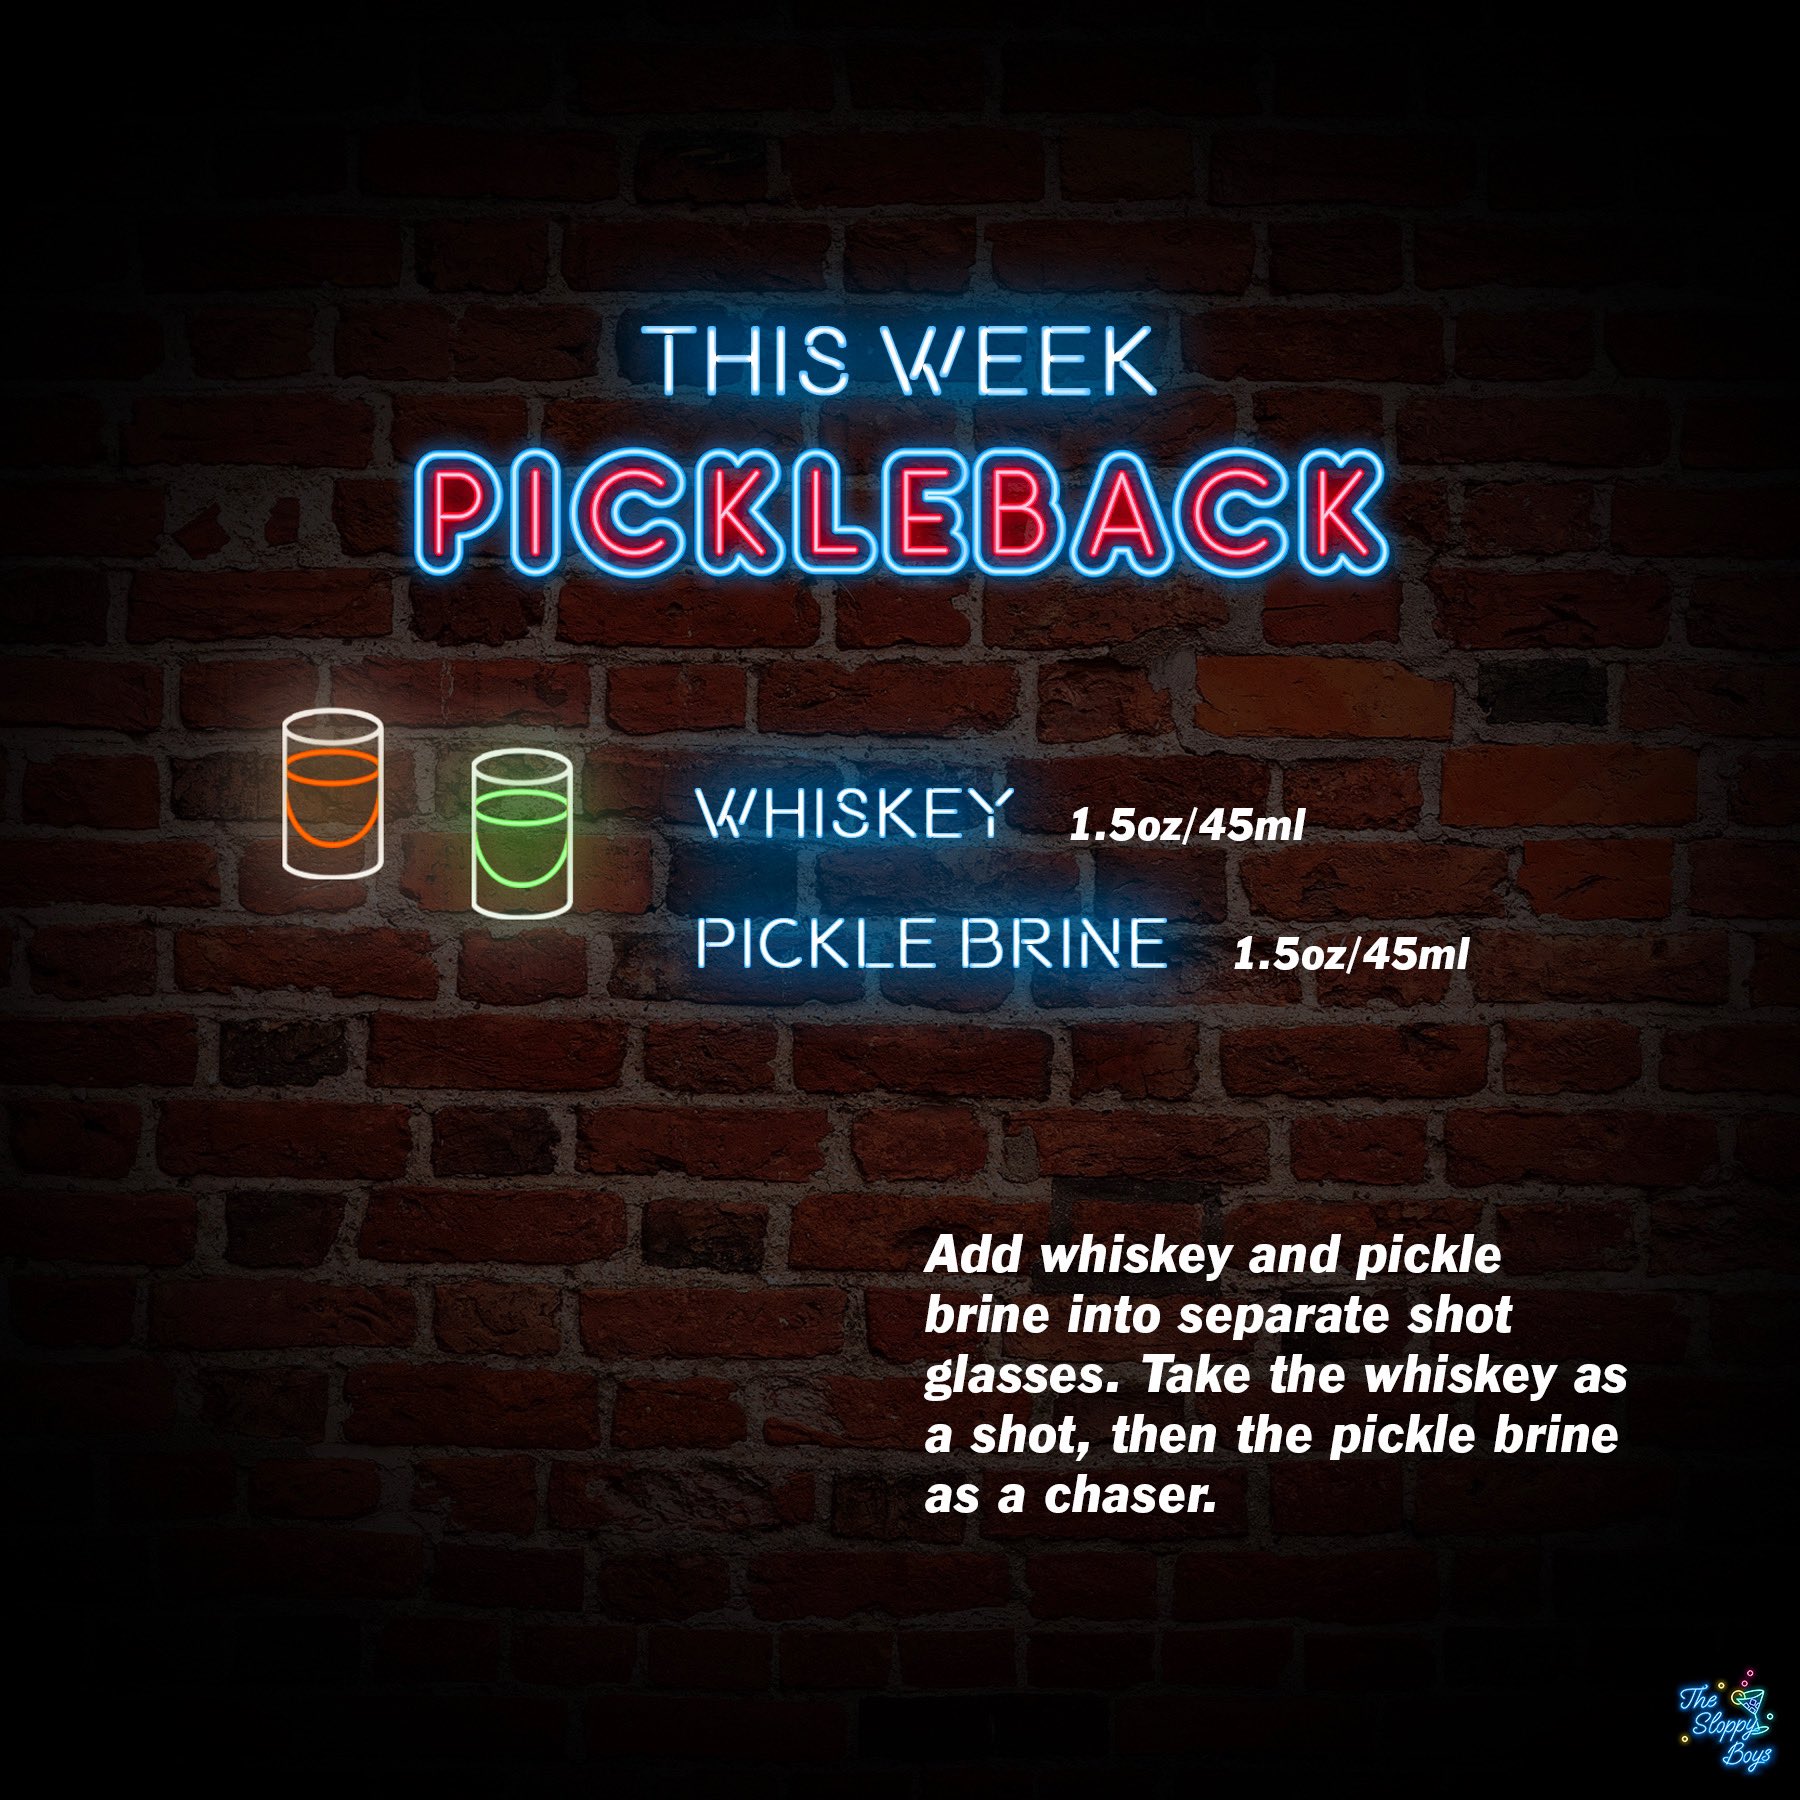 THIS WEEK
PICKLEBACK
WHISKEY 1.5oz/45ml
PICKLE BRINE 1.5oz/45ml
Add whiskey and pickle
brine into separate shot
glasses. Take the whiskey as
a shot, then the pickle brine
as a chaser.
The
Sloppy
Boys